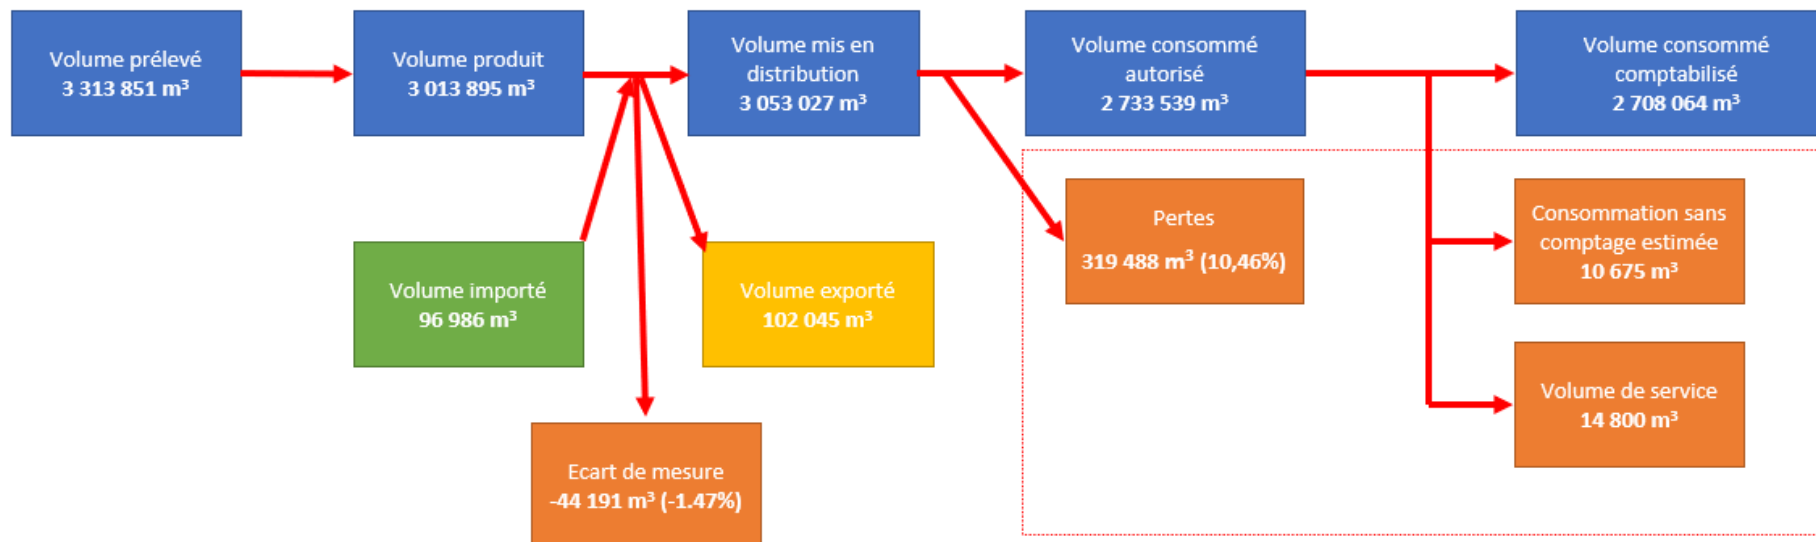 Volume prélevé
3 313 851 m³
Volume produit
3 013 895 m³
Volume mis en
distribution
3 053 027 m³
Volume consommé
autorisé
2 733 539 m³
Volume consommé
comptabilisé
2 708 064 m³
Volume importé
96 986 m³
Volume exporté
102 045 m³
Pertes
319 488 m³ (10,46%)
Consommation sans
comptage estimée
10 675 m³
Ecart de mesure
-44 191 m³ (-1.47%)
Volume de service
14 800 m³